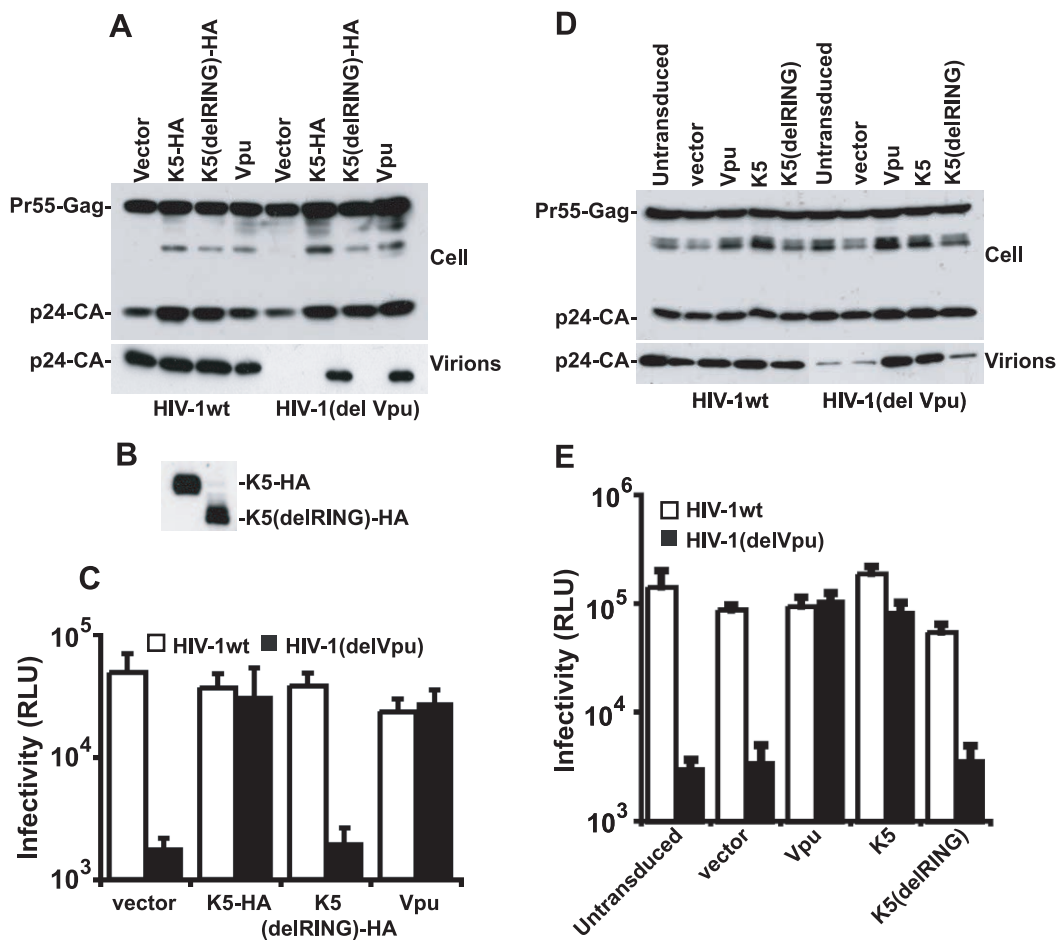 A
Vector
K5-HA
K5(delRING)-HA
Vpu
Vector
K5-HA
K5(delRING)-HA
Vpu
Pr55-Gag-
Cell
p24-CA-
p24-CA-
Virions
HIV-1wt
HIV-1(del Vpu)
B
-K5-HA
-K5(delRING)-HA
C
Infectivity (RLU)
10^5
10^4
10^3
HIV-1wt
HIV-1(delVpu)
vector
K5-HA
K5
(delRING)-HA
Vpu
D
Untransduced
vector
Vpu
K5
K5(delRING)
Untransduced
vector
Vpu
K5
K5(delRING)
Pr55-Gag-
Cell
p24-CA-
p24-CA-
Virions
HIV-1wt
HIV-1(del Vpu)
E
Infectivity (RLU)
10^6
10^5
10^4
10^3
HIV-1wt
HIV-1(delVpu)
Untransduced
vector
Vpu
K5
K5(delRING)